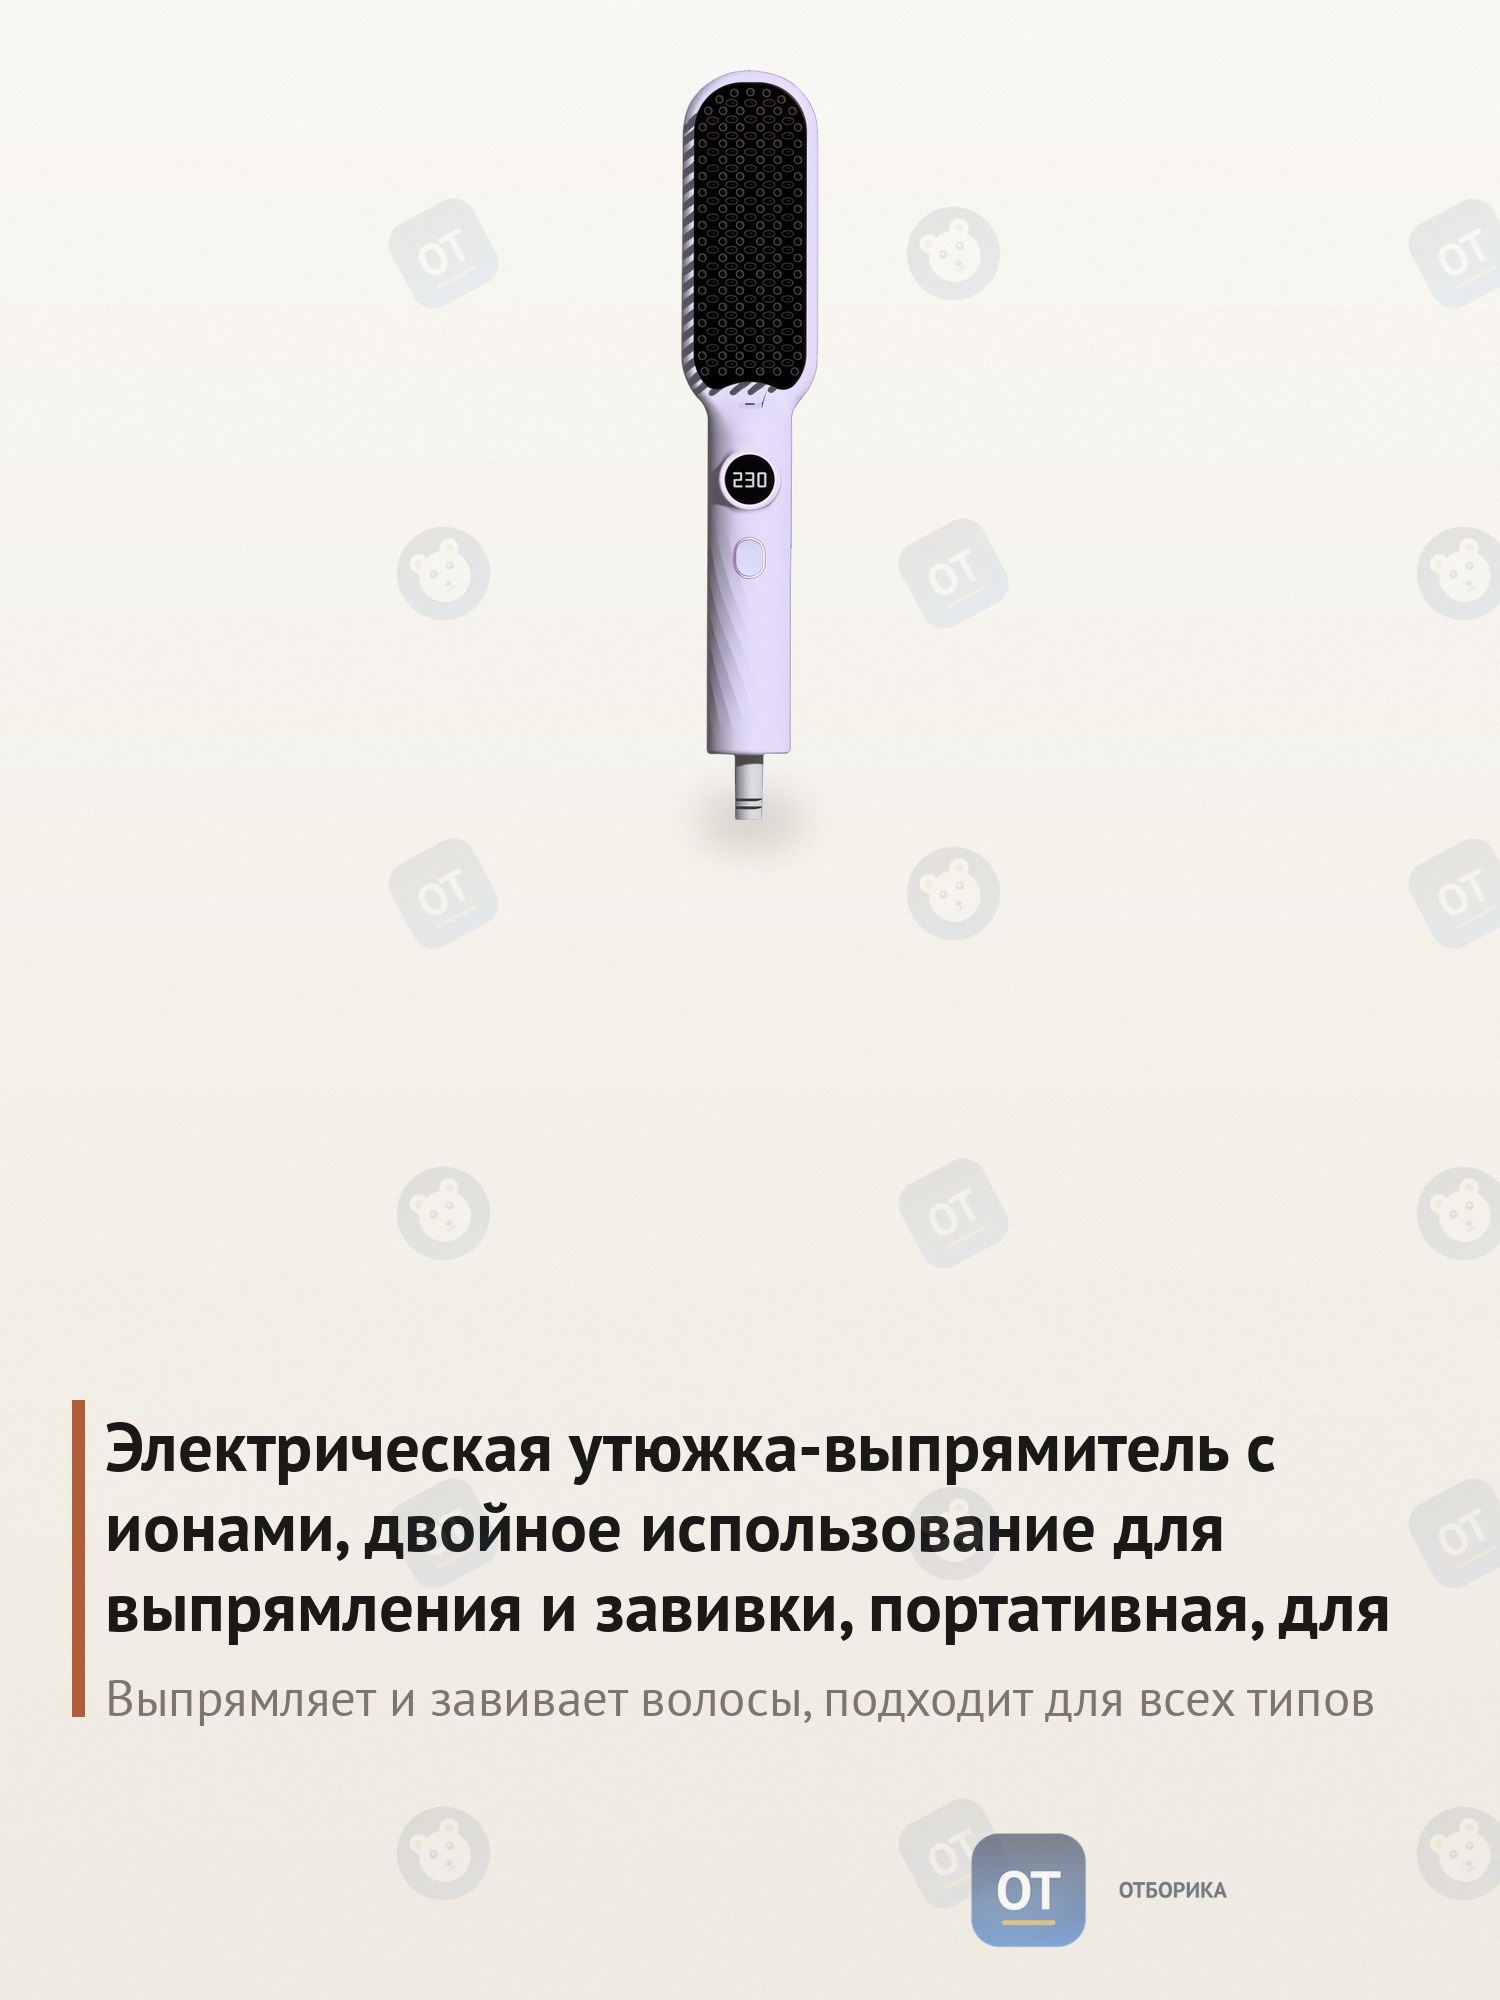 230
Электрическая утюжка-выпрямитель с
ионами, двойное использование для
выпрямления и завивки, портативная, для
Выпрямляет и завивает волосы, подходит для всех типов
ОТ
ОТБОРИКА